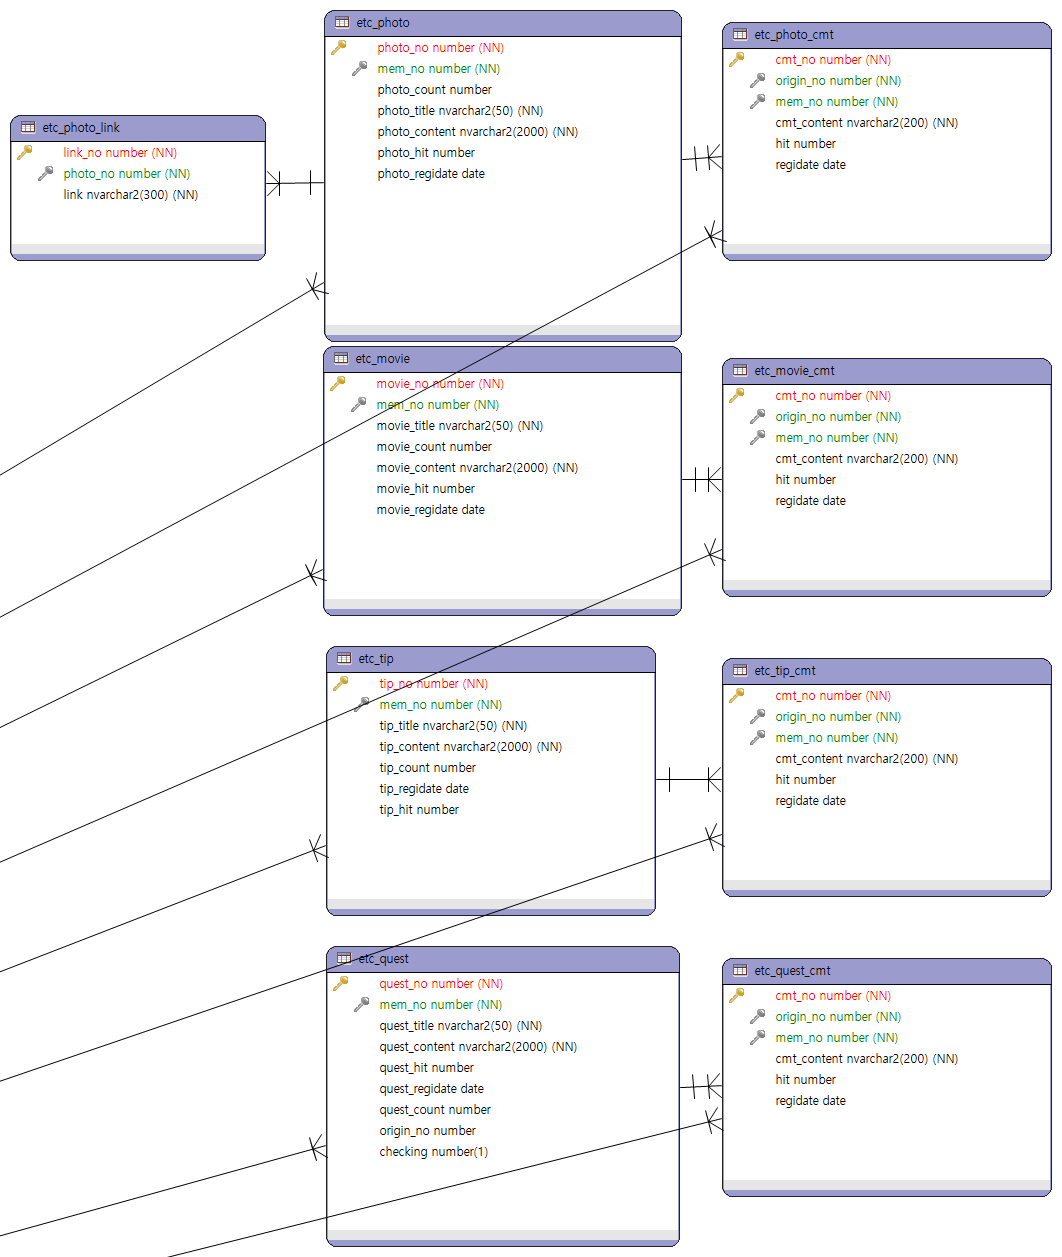 etc_photo
photo_no number (NN)
mem_no number (NN)
photo_count number
photo_title nvarchar2(50) (NN)
photo_content nvarchar2(2000) (NN)
photo_hit number
photo_regidate date
etc_photo_cmt
cmt_no number (NN)
origin_no number (NN)
mem_no number (NN)
cmt_content nvarchar2(200) (NN)
hit number
regidate date
etc_photo_link
link_no number (NN)
photo_no number (NN)
link nvarchar2(300) (NN)
etc_movie
movie_no number (NN)
mem_no number (NN)
movie_title nvarchar2(50) (NN)
movie_count number
movie_content nvarchar2(2000) (NN)
movie_hit number
movie_regidate date
etc_movie_cmt
cmt_no number (NN)
origin_no number (NN)
mem_no number (NN)
cmt_content nvarchar2(200) (NN)
hit number
regidate date
etc_tip
tip_no number (NN)
mem_no number (NN)
tip_title nvarchar2(50) (NN)
tip_content nvarchar2(2000) (NN)
tip_count number
tip_regidate date
tip_hit number
etc_tip_cmt
cmt_no number (NN)
origin_no number (NN)
mem_no number (NN)
cmt_content nvarchar2(200) (NN)
hit number
regidate date
etc_quest
quest_no number (NN)
mem_no number (NN)
quest_title nvarchar2(50) (NN)
quest_content nvarchar2(2000) (NN)
quest_hit number
quest_regidate date
quest_count number
origin_no number
checking number(1)
etc_quest_cmt
cmt_no number (NN)
origin_no number (NN)
mem_no number (NN)
cmt_content nvarchar2(200) (NN)
hit number
regidate date